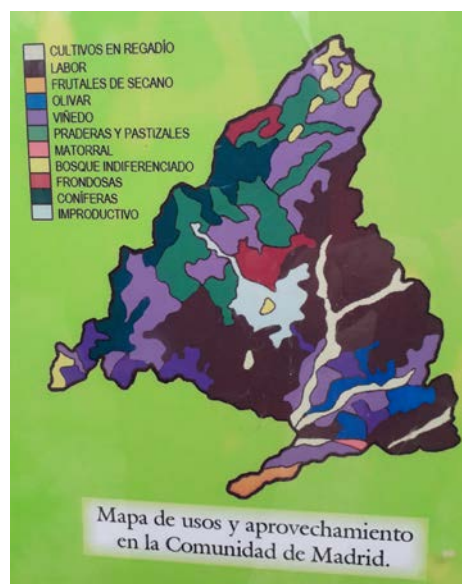 CULTIVOS EN REGADÍO
LABOR
FRUTALES DE SECANO
OLIVAR
VIÑEDO
PRADERAS Y PASTIZALES
MATORRAL
BOSQUE INDIFERENCIADO
FRONDOSAS
CONÍFERAS
IMPRODUCTIVO
Mapa de usos y aprovechamiento
en la Comunidad de Madrid.